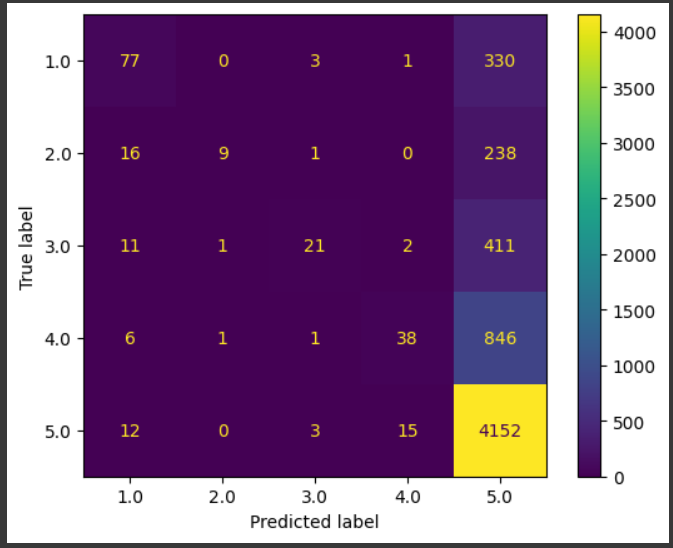 1.0 77 0 3 1 330
2.0 16 9 1 0 238
3.0 11 1 21 2 411
4.0 6 1 1 38 846
5.0 12 0 3 15 4152
1.0 2.0 3.0 4.0 5.0
Predicted label
True label
4000
3500
3000
2500
2000
1500
1000
500
0